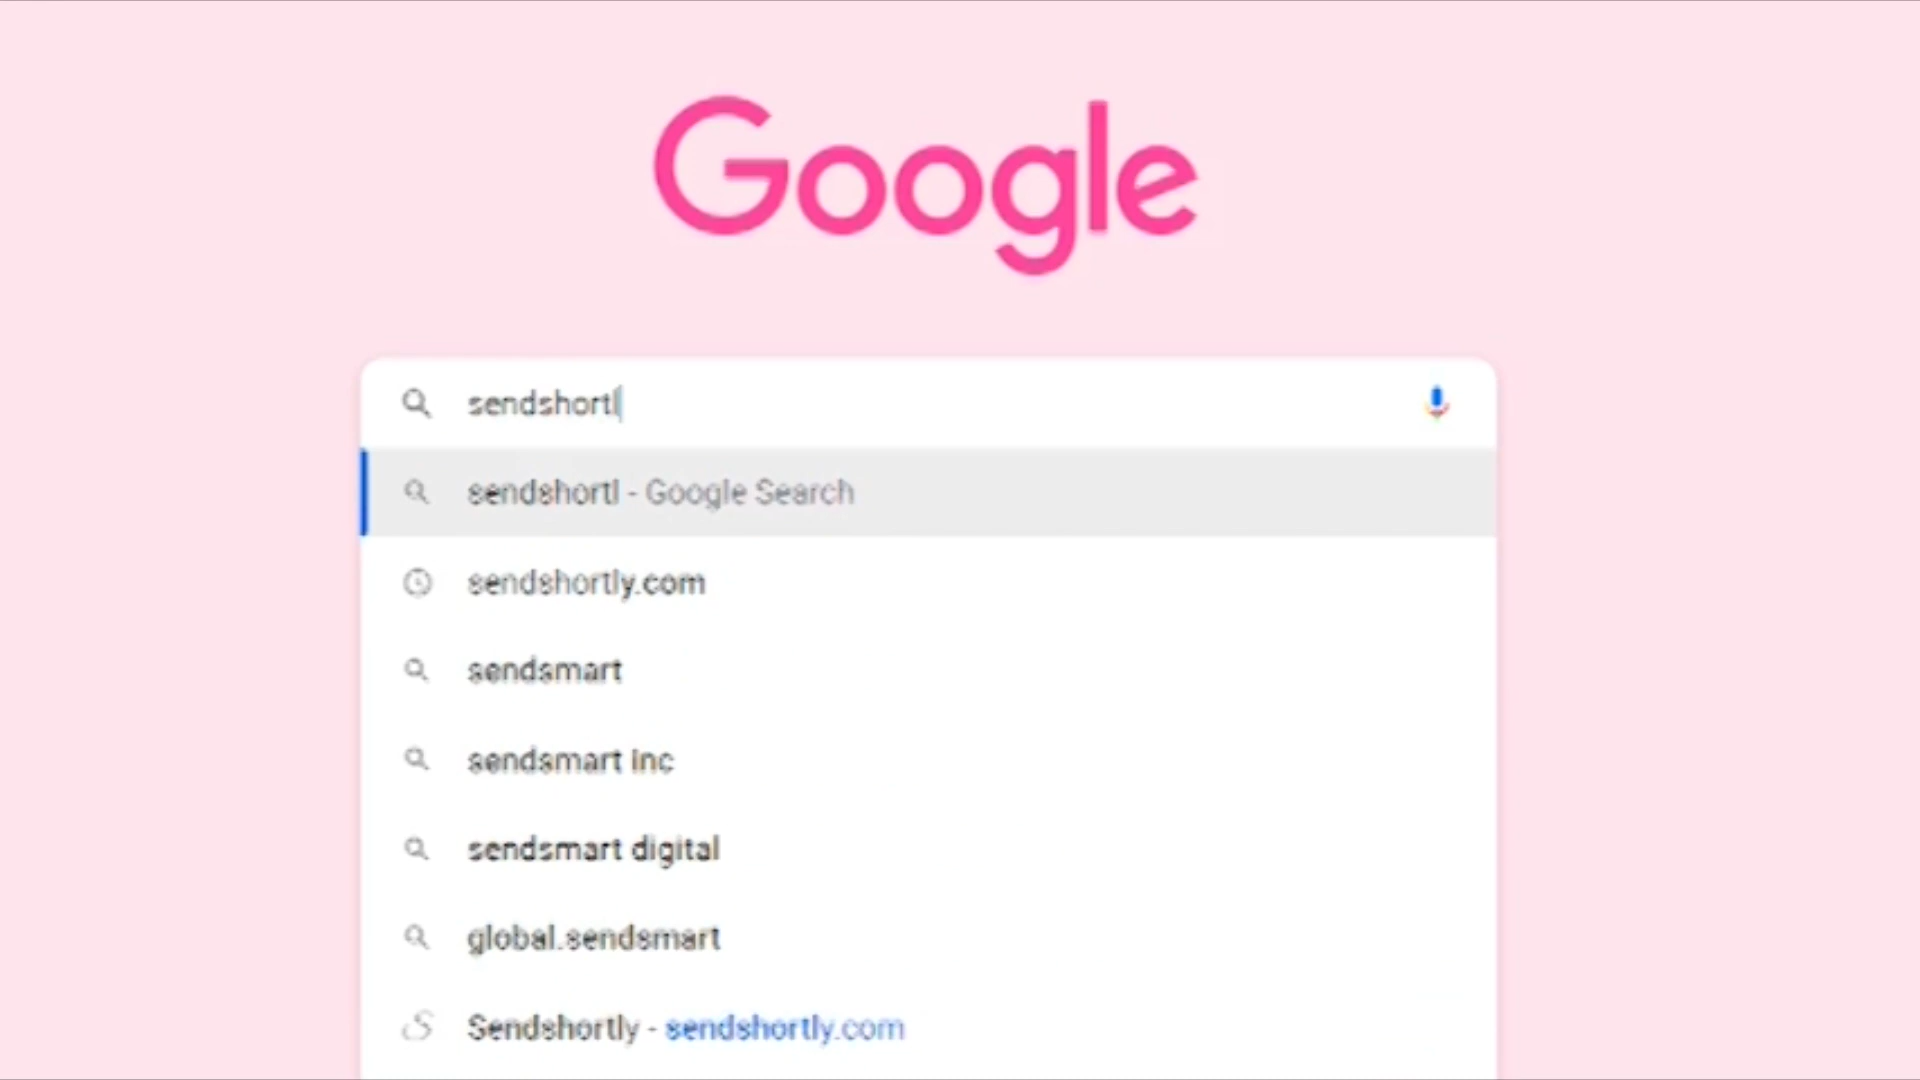 Google
sendshortl
sendshortl - Google Search
sendshortly.com
sendsmart
sendsmart inc
sendsmart digital
global.sendsmart
Sendshortly - sendshortly.com